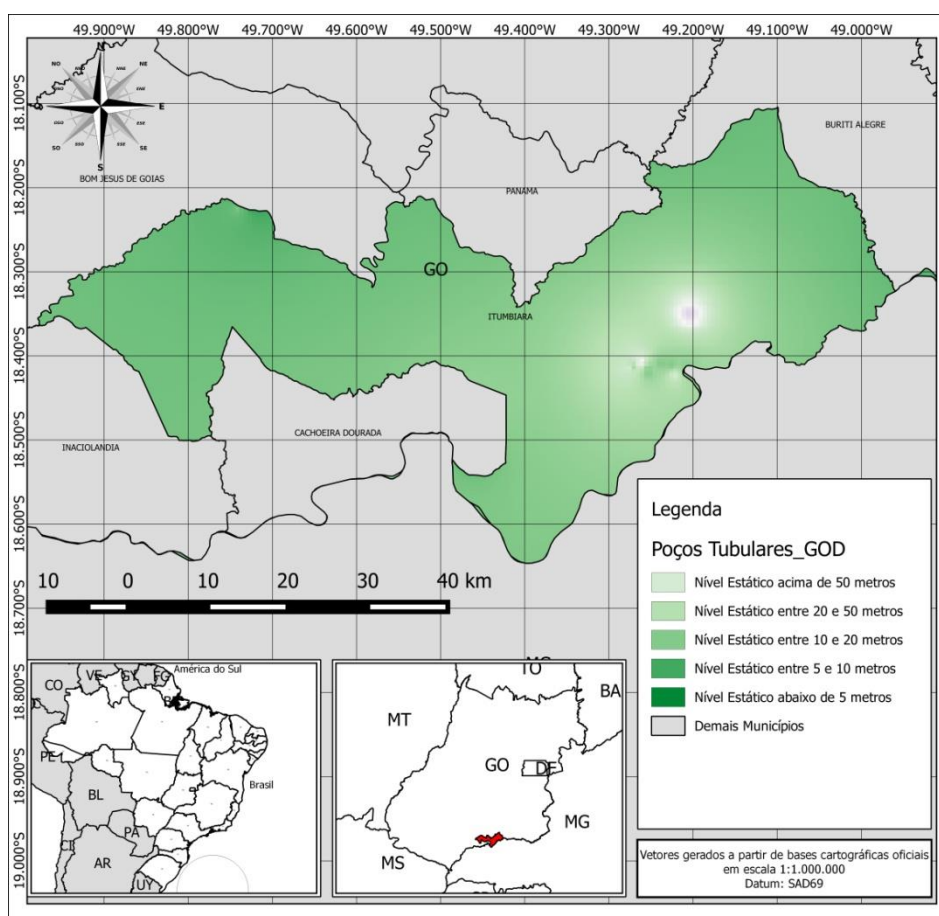 49.900°W 49.800°W 49.700°W 49.600°W 49.500°W 49.400°W 49.300°W 49.200°W 49.100°W 49.000°W
N
NO NE
E
SO SE
S
18.100°S
18.200°S
18.300°S
18.400°S
18.500°S
18.600°S
18.700°S
18.800°S
18.900°S
19.000°S
BURITI ALEGRE
BOM JESUS DE GOIAS
PANAMA
GO
ITUMBIARA
CACHOEIRA DOURADA
INACIOLANDIA
10 0 10 20 30 40 km
Legenda
Poços Tubulares_GOD
Nível Estático acima de 50 metros
Nível Estático entre 20 e 50 metros
Nível Estático entre 10 e 20 metros
Nível Estático entre 5 e 10 metros
Nível Estático abaixo de 5 metros
Demais Municípios
América do Sul
CO
VE
GY
FG
PE
BL
PA
AR
UY
Brasil
TO
BA
MT
GO
DF
MG
MS
Vetores gerados a partir de bases cartográficas oficiais
em escala 1:1.000.000
Datum: SAD69